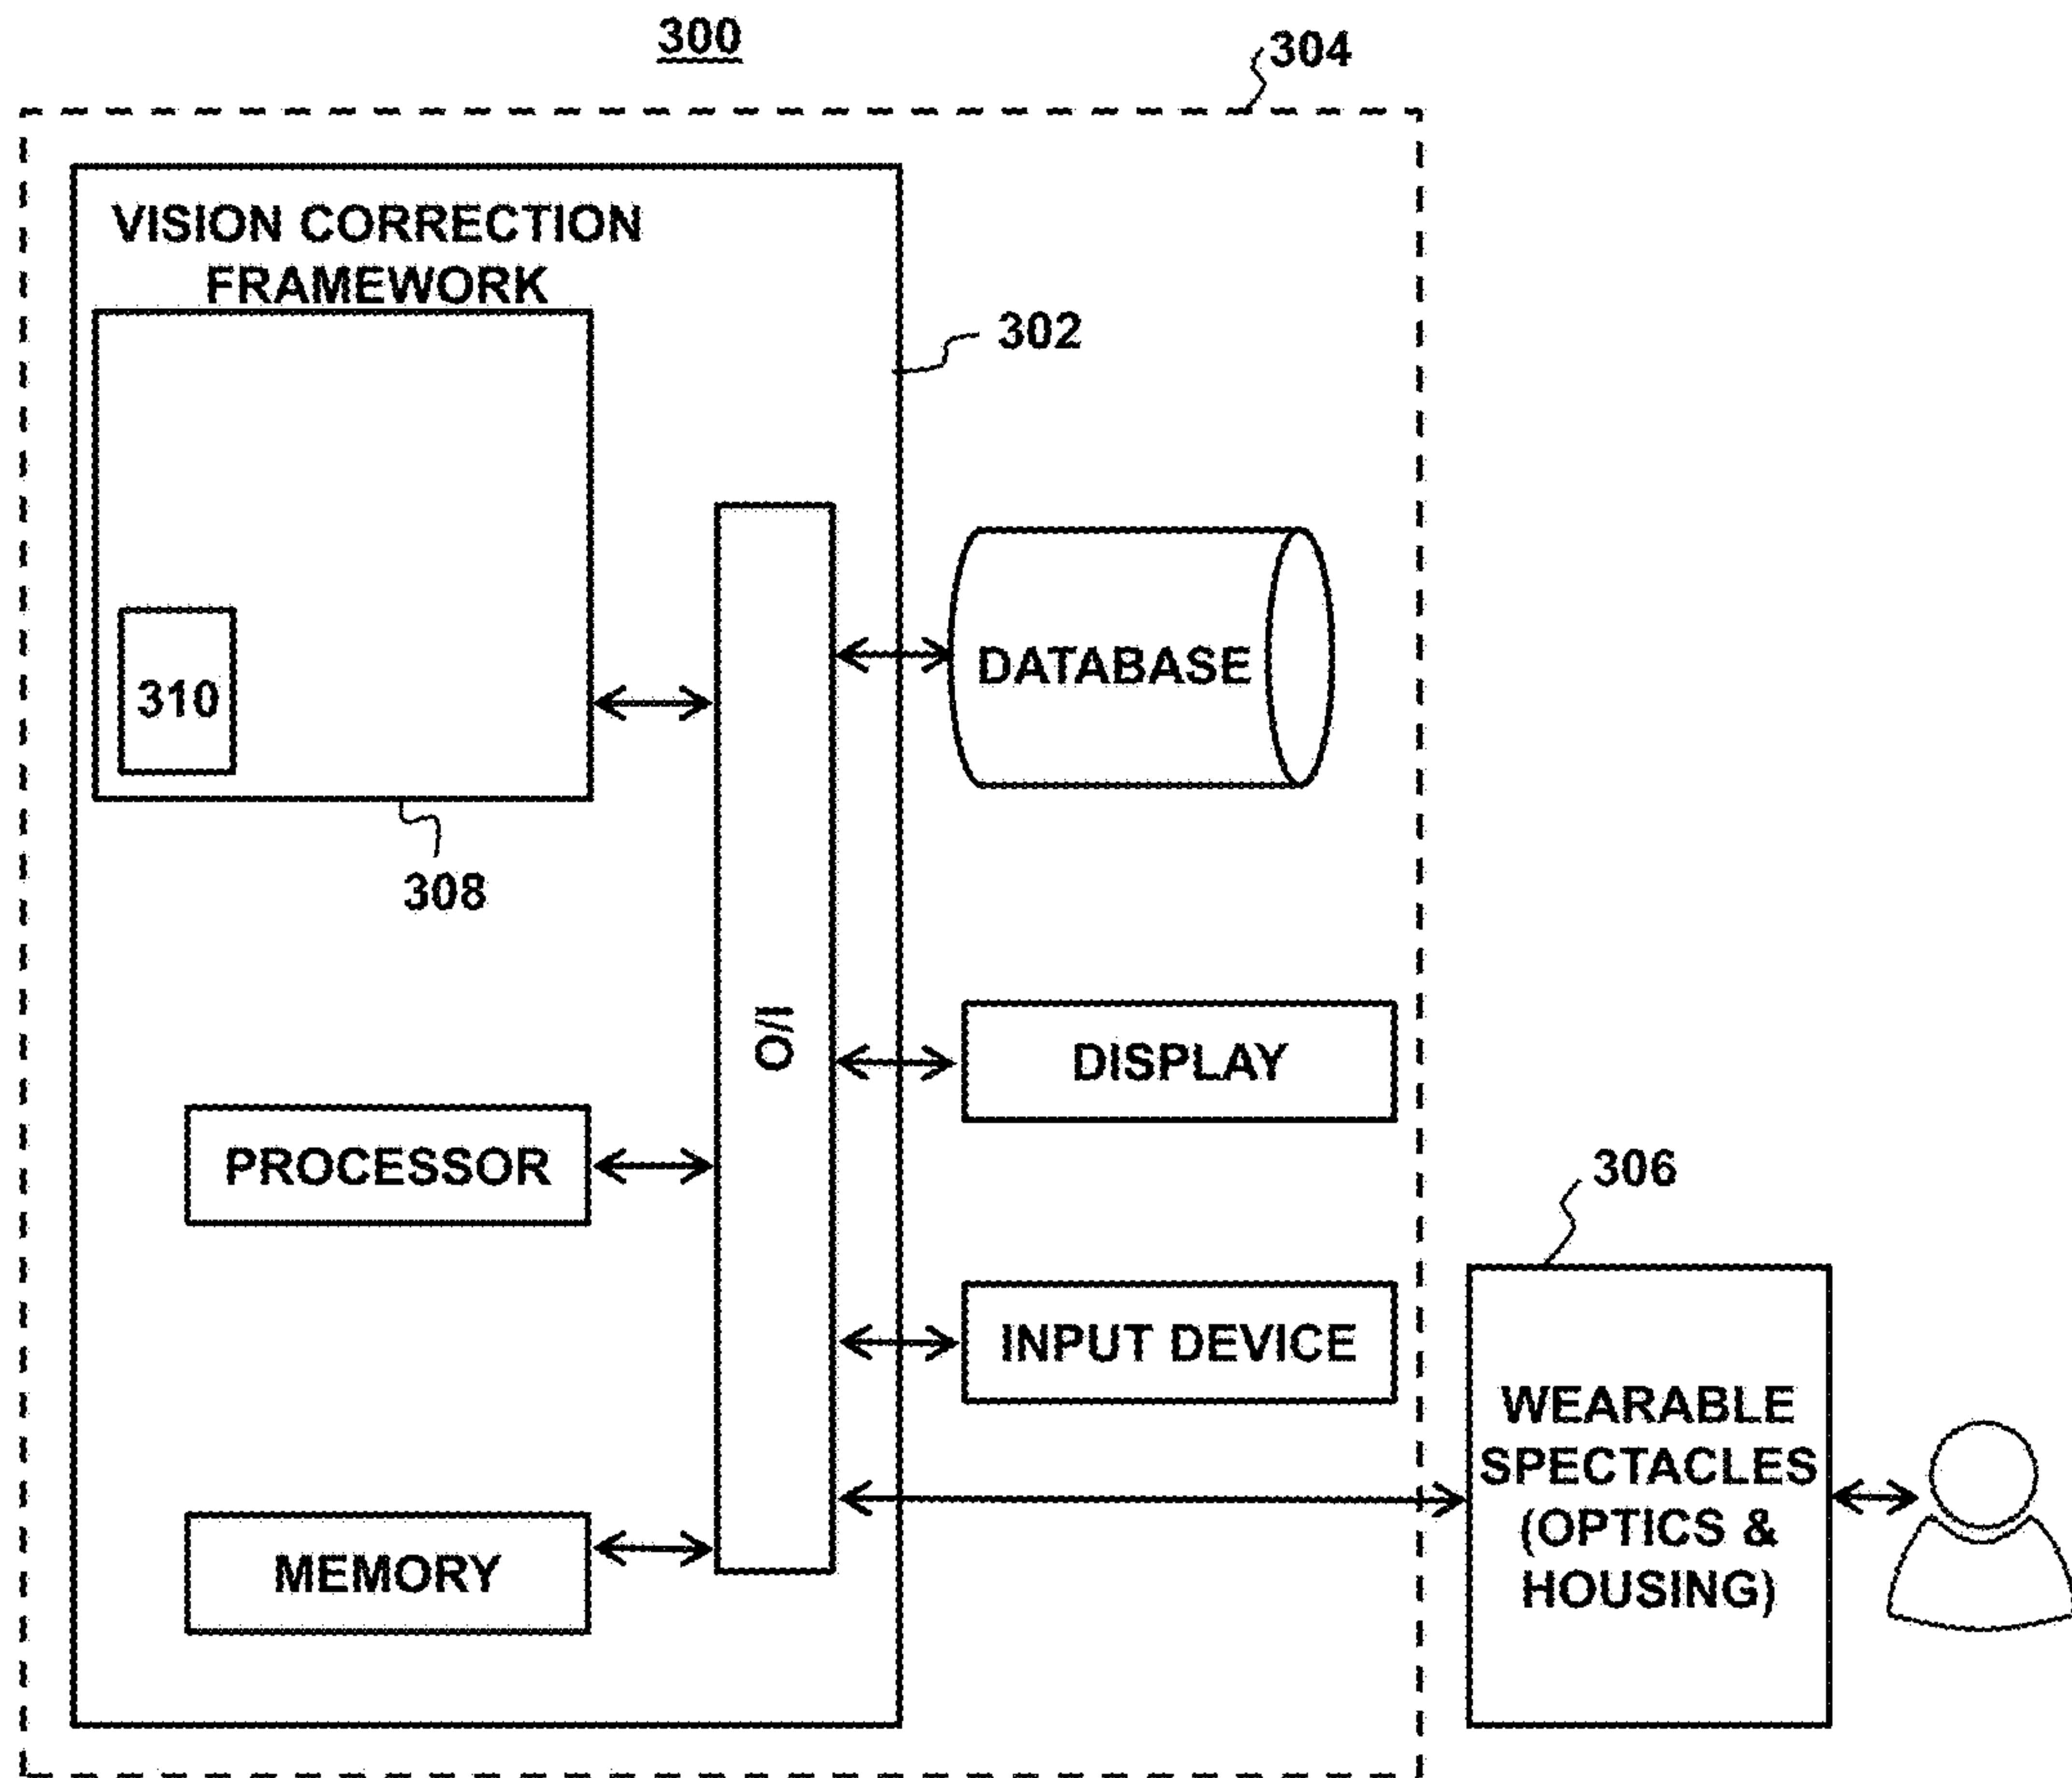 300
304
VISION CORRECTION
FRAMEWORK
302
310
DATABASE
308
O/I
DISPLAY
PROCESSOR
306
INPUT DEVICE
WEARABLE
SPECTACLES
(OPTICS &
HOUSING)
MEMORY